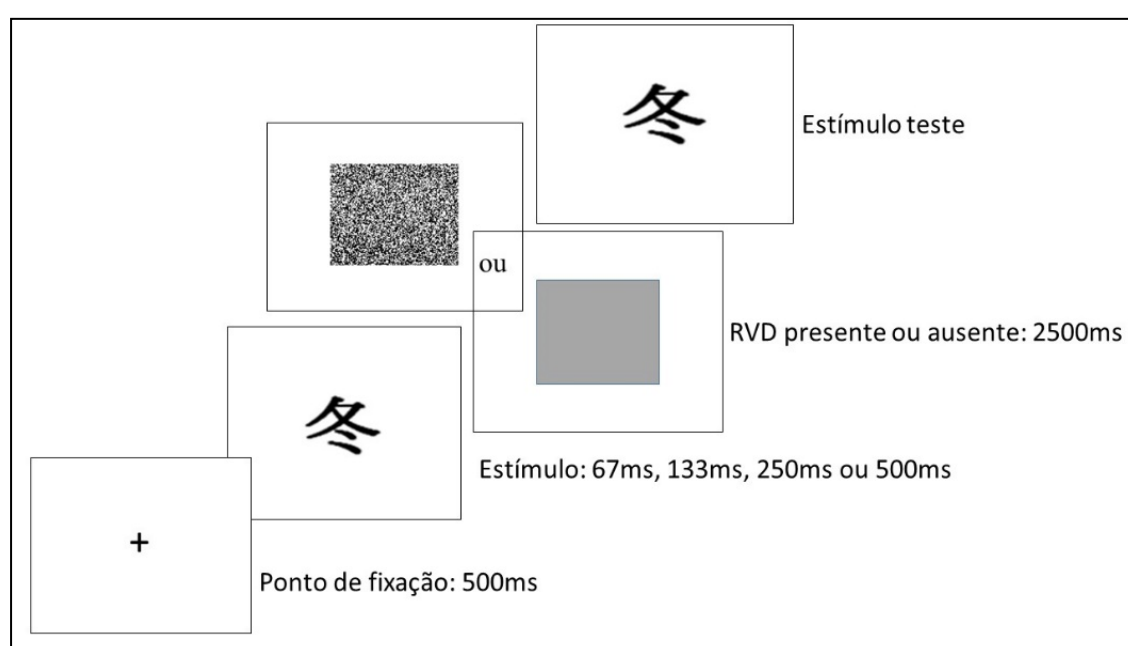 冬
Estímulo teste
ou
RVD presente ou ausente: 2500ms
冬
Estímulo: 67ms, 133ms, 250ms ou 500ms
+
Ponto de fixação: 500ms